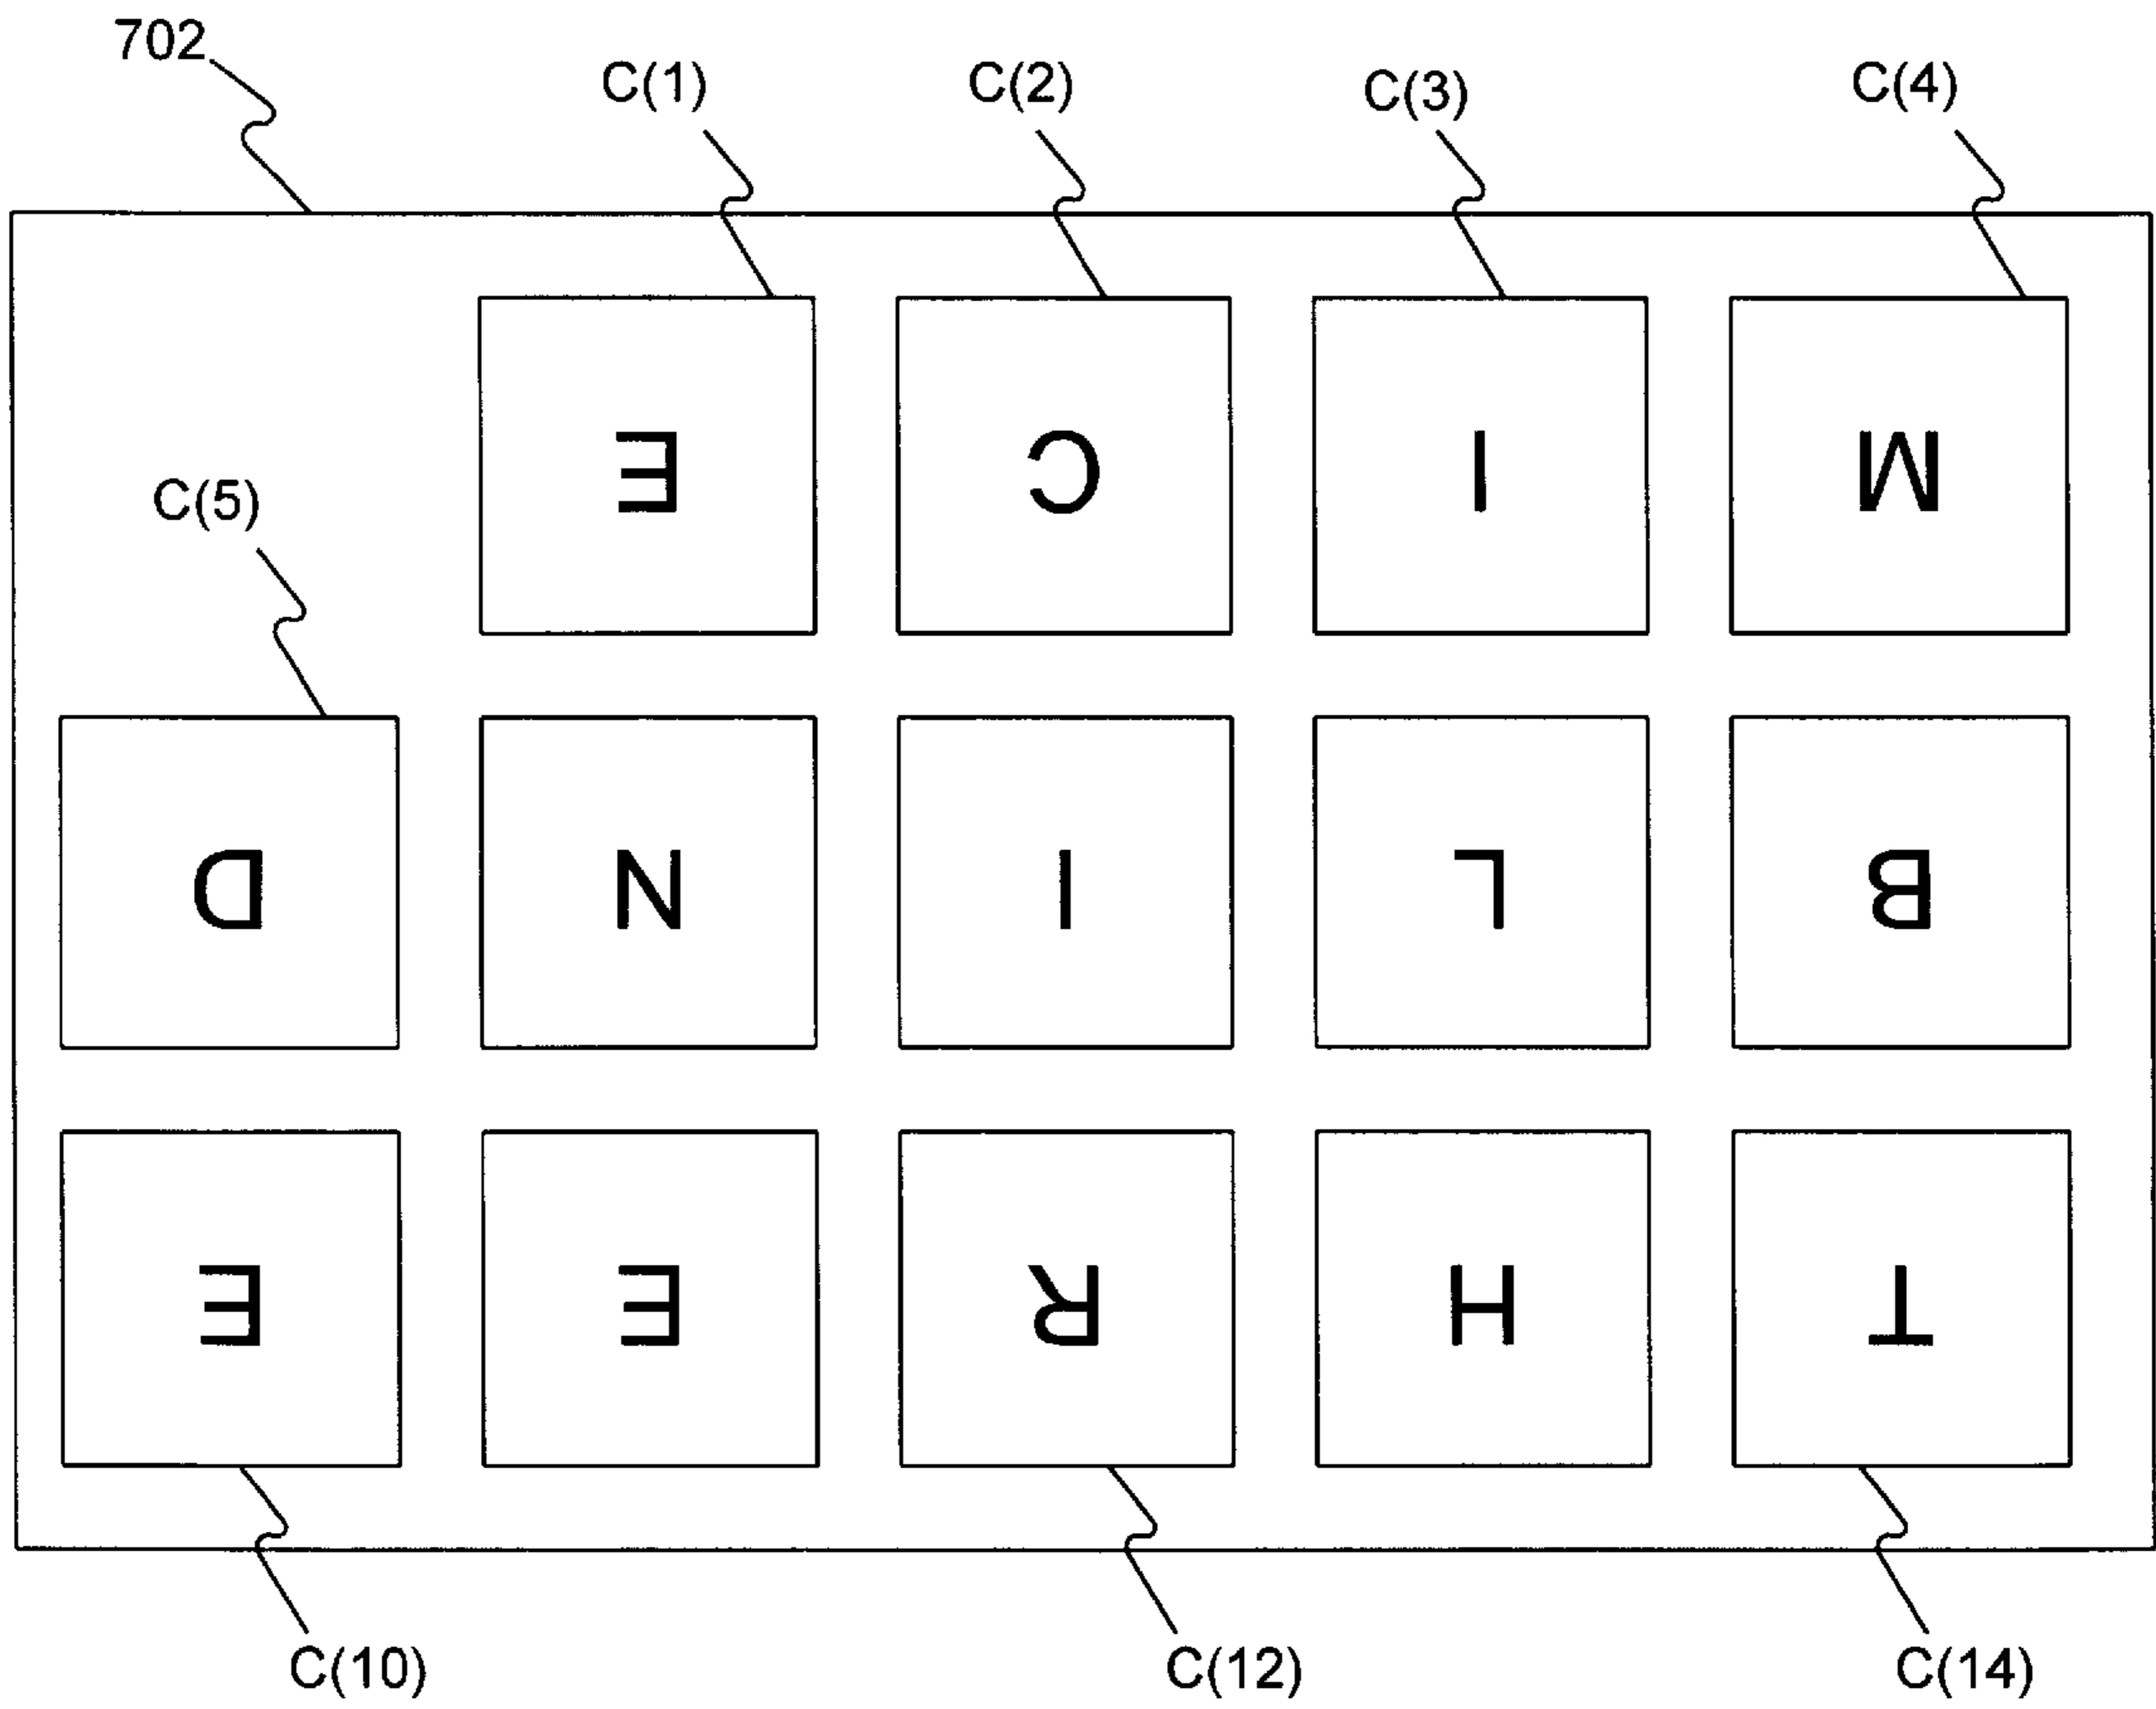 702 C(1) C(2) C(3) C(4)
C(5)
T H R E E
B L I N D
M I C E
C(10) C(12) C(14)